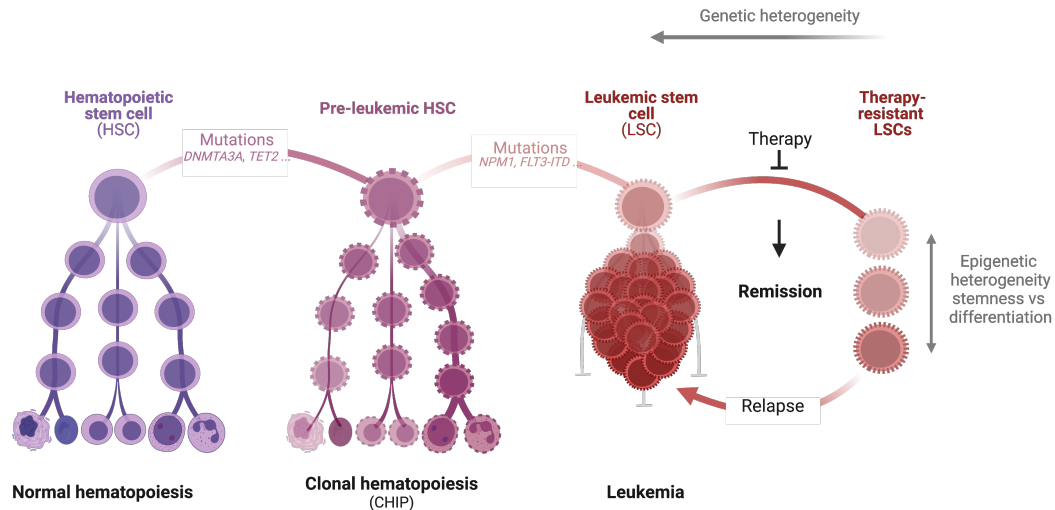 Genetic heterogeneity
Hematopoietic
stem cell
(HSC)
Pre-leukemic HSC
Leukemic stem
cell
(LSC)
Therapy-
resistant
LSCs
Mutations
DNMTA3A, TET2 ...
Mutations
NPM1, FLT3-ITD ...
Therapy
Remission
Epigenetic
heterogeneity
stemness vs
differentiation
Relapse
Normal hematopoiesis
Clonal hematopoiesis
(CHIP)
Leukemia